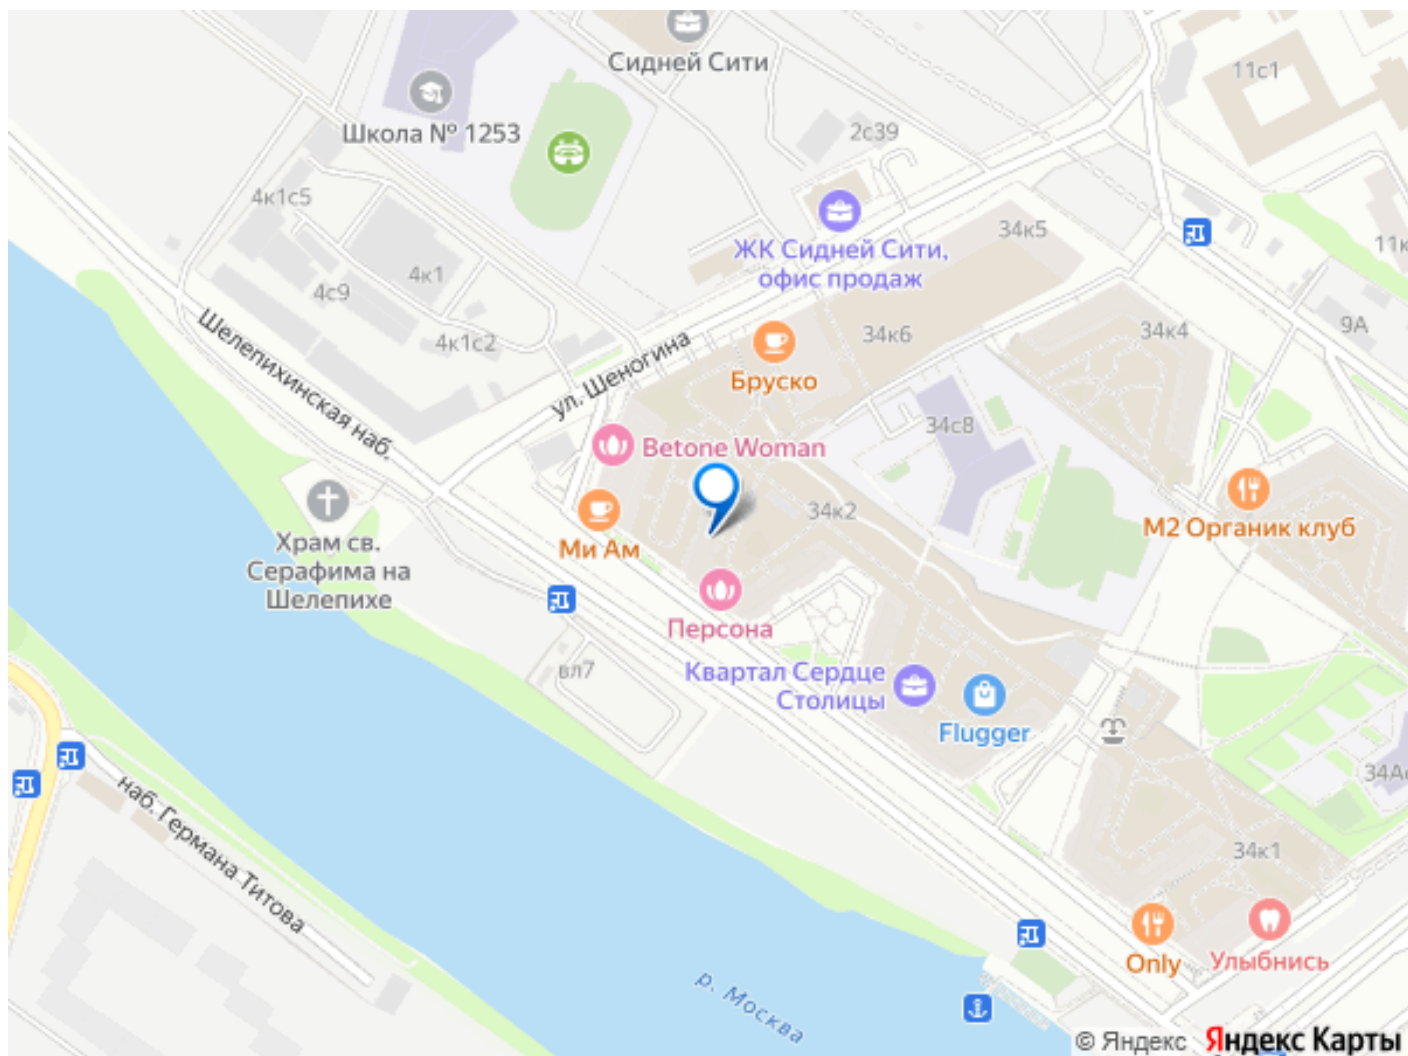 Сидней Сити
11с1
Школа № 1253
2с39
4к1с5
34к5
ЖК Сидней Сити,
офис продаж
4к1
4с9
34к6
34к4
9А
4к1с2
Шелепихинская наб.
ул. Шеногина
Бруско
34с8
Betone Woman
34к2
М2 Органик клуб
Ми Ам
Храм св.
Серафима на
Шелепихе
Персона
вл7
Квартал Сердце
Столицы
Flugger
наб. Германа Титова
34к1
Only
Улыбнись
р. Москва
© Яндекс Яндекс Карты